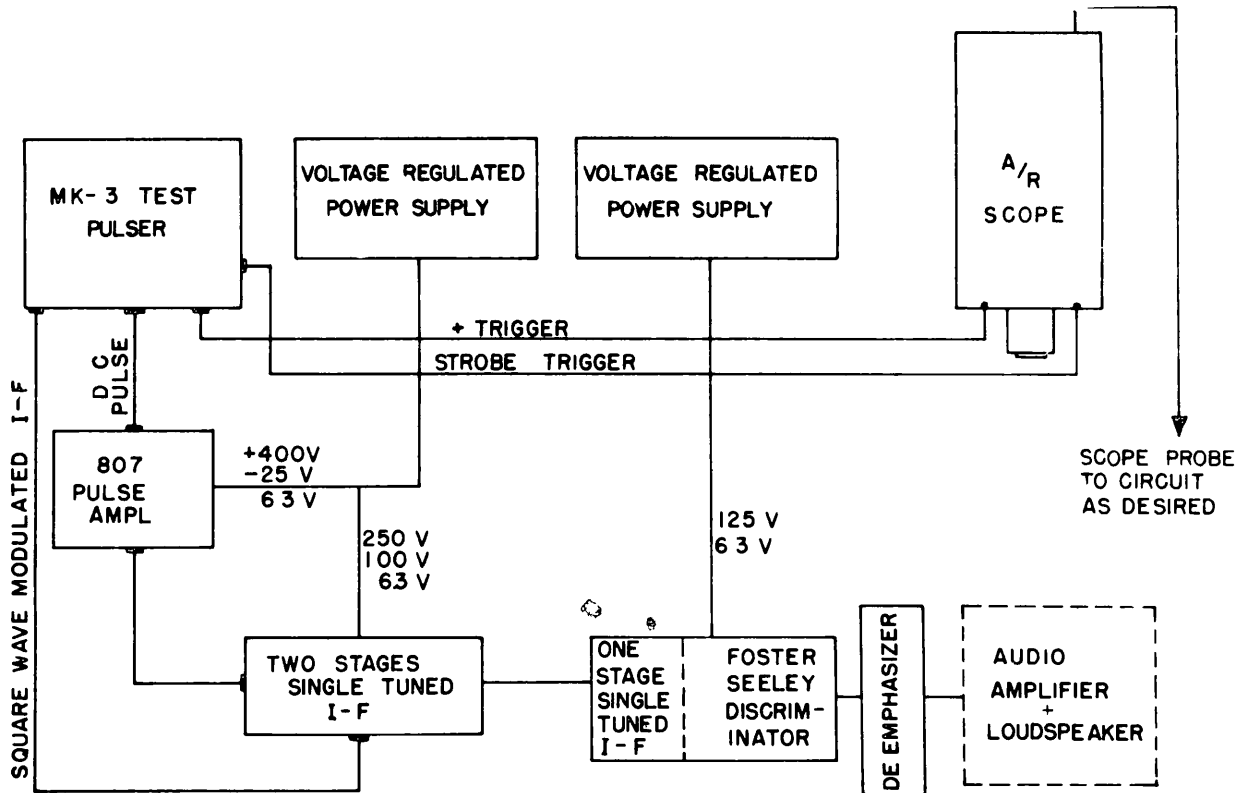 MK-3 TEST
PULSER
VOLTAGE REGULATED
POWER SUPPLY
VOLTAGE REGULATED
POWER SUPPLY
A/R
SCOPE
+ TRIGGER
STROBE TRIGGER
D C
PULSE
SQUARE WAVE MODULATED I-F
807
PULSE
AMPL
+400V
-25 V
6 3 V
250 V
100 V
6.3 V
125 V
6 3 V
SCOPE PROBE
TO CIRCUIT
AS DESIRED
TWO STAGES
SINGLE TUNED
I-F
ONE
STAGE
SINGLE
TUNED
I-F
FOSTER
SEELEY
DISCRIM-
INATOR
DE EMPHASIZER
AUDIO
AMPLIFIER
+
LOUDSPEAKER